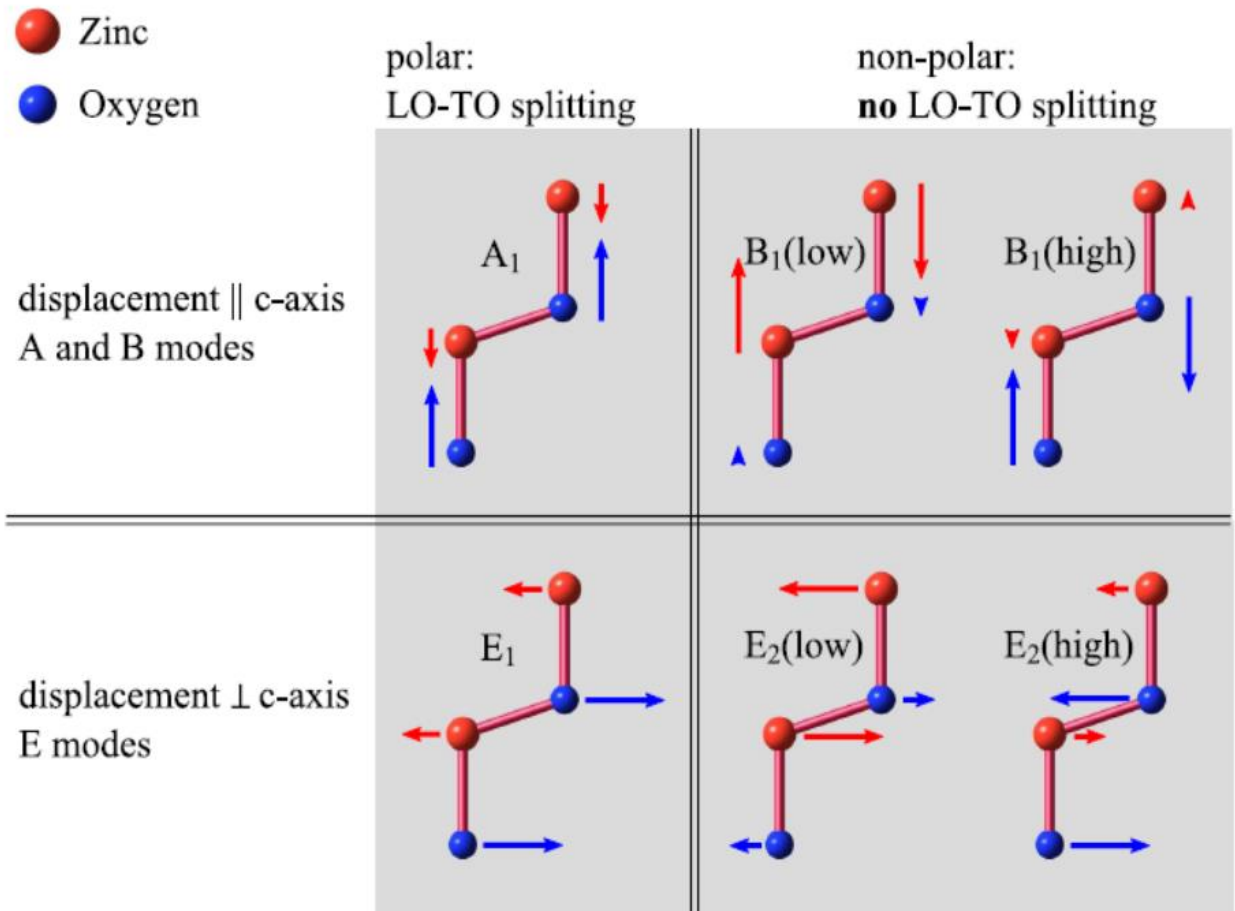 Zinc
Oxygen
polar:
LO-TO splitting
non-polar:
no LO-TO splitting
displacement || c-axis
A and B modes
A₁
B₁(low)
B₁(high)
displacement ⊥ c-axis
E modes
E₁
E₂(low)
E₂(high)